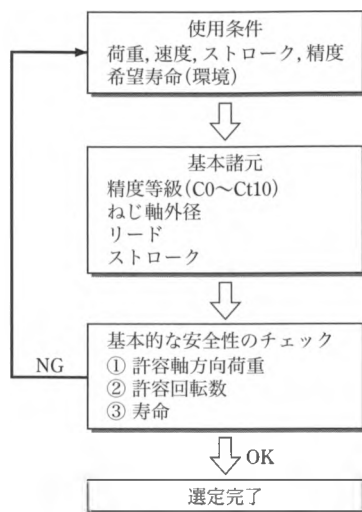 使用条件
荷重, 速度, ストローク, 精度
希望寿命(環境)
基本諸元
精度等級(C0～Ct10)
ねじ軸外径
リード
ストローク
基本的な安全性のチェック
① 許容軸方向荷重
② 許容回転数
③ 寿命
NG
OK
選定完了